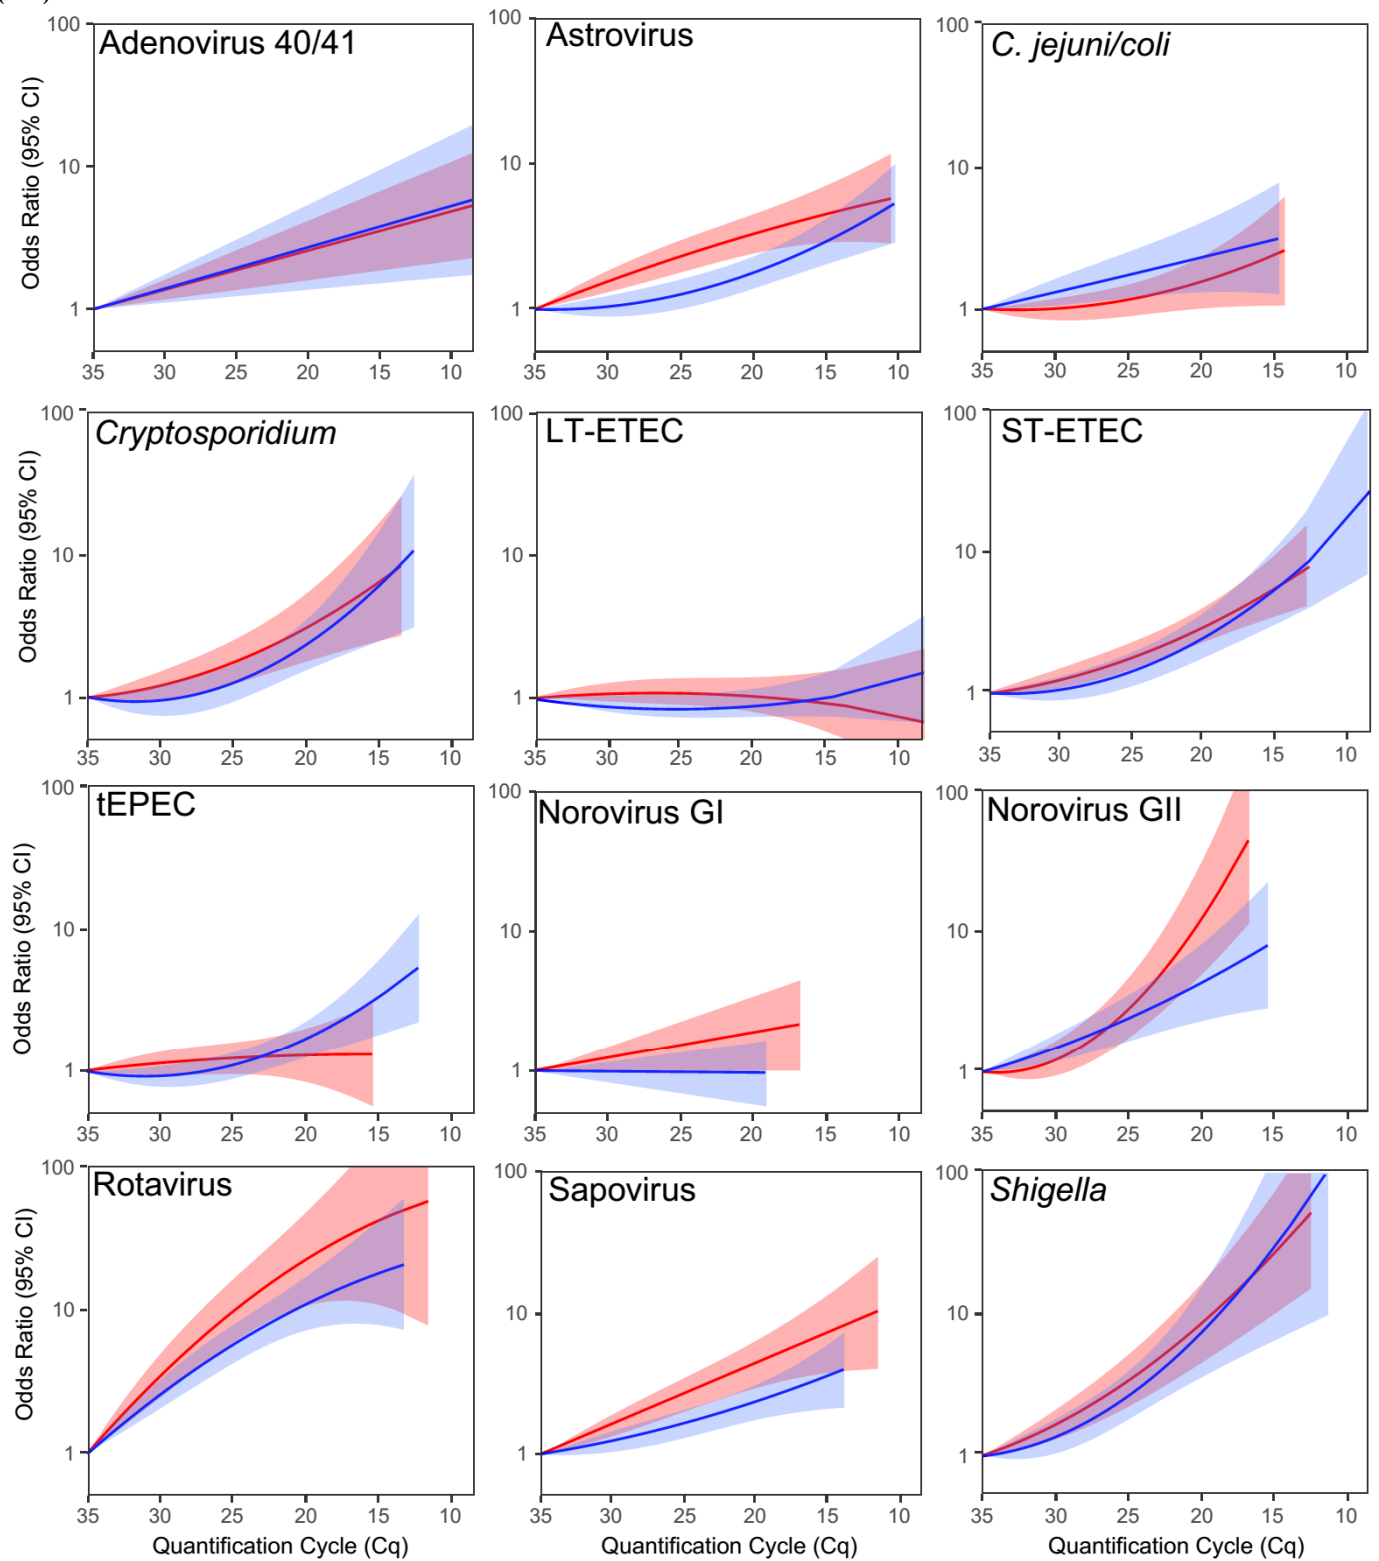 100 Adenovirus 40/41 100 Astrovirus 100 C. jejuni/coli
Odds Ratio (95% CI)
10 10 10
1 1 1
35 30 25 20 15 10 35 30 25 20 15 10 35 30 25 20 15 10
100 Cryptosporidium 100 LT-ETEC 100 ST-ETEC
Odds Ratio (95% CI)
10 10 10
1 1 1
35 30 25 20 15 10 35 30 25 20 15 10 35 30 25 20 15 10
100 tEPEC 100 Norovirus GI 100 Norovirus GII
Odds Ratio (95% CI)
10 10 10
1 1 1
35 30 25 20 15 10 35 30 25 20 15 10 35 30 25 20 15 10
100 Rotavirus 100 Sapovirus 100 Shigella
Odds Ratio (95% CI)
10 10 10
1 1 1
35 30 25 20 15 10 35 30 25 20 15 10 35 30 25 20 15 10
Quantification Cycle (Cq) Quantification Cycle (Cq) Quantification Cycle (Cq)